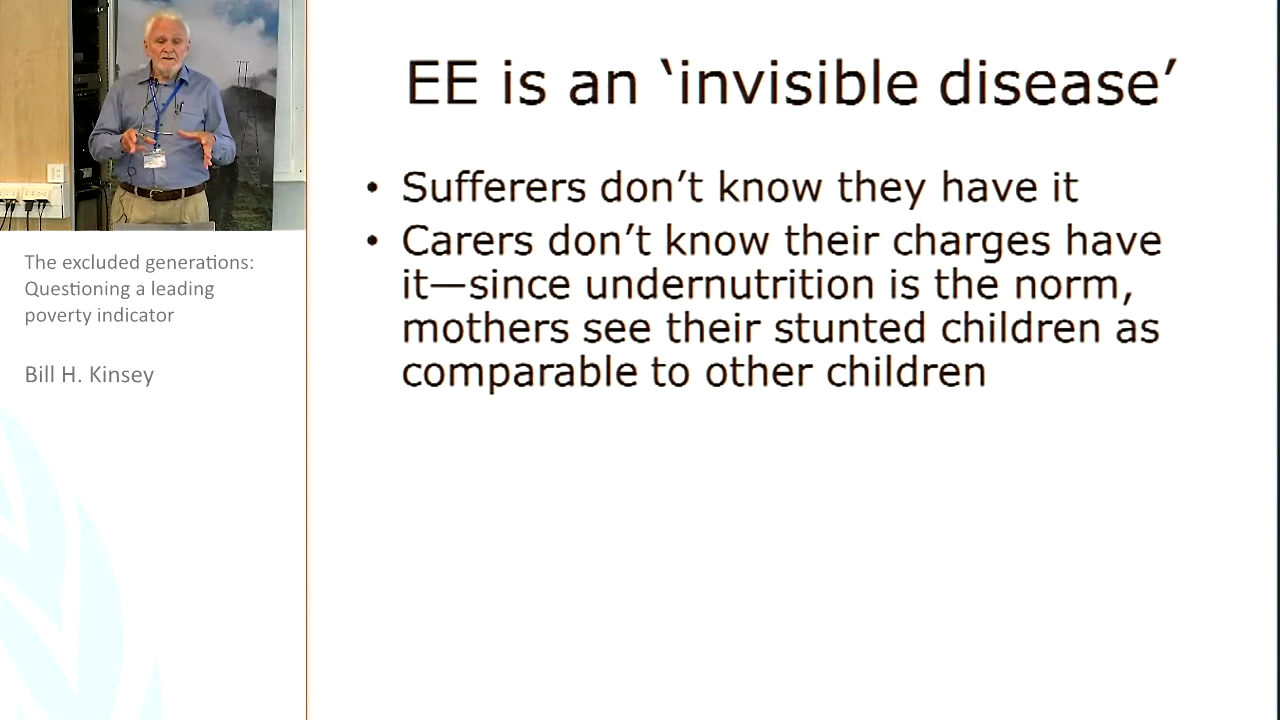 EE is an ‘invisible disease’
• Sufferers don’t know they have it
• Carers don’t know their charges have
it—since undernutrition is the norm,
mothers see their stunted children as
comparable to other children
The excluded generations:
Questioning a leading
poverty indicator
Bill H. Kinsey